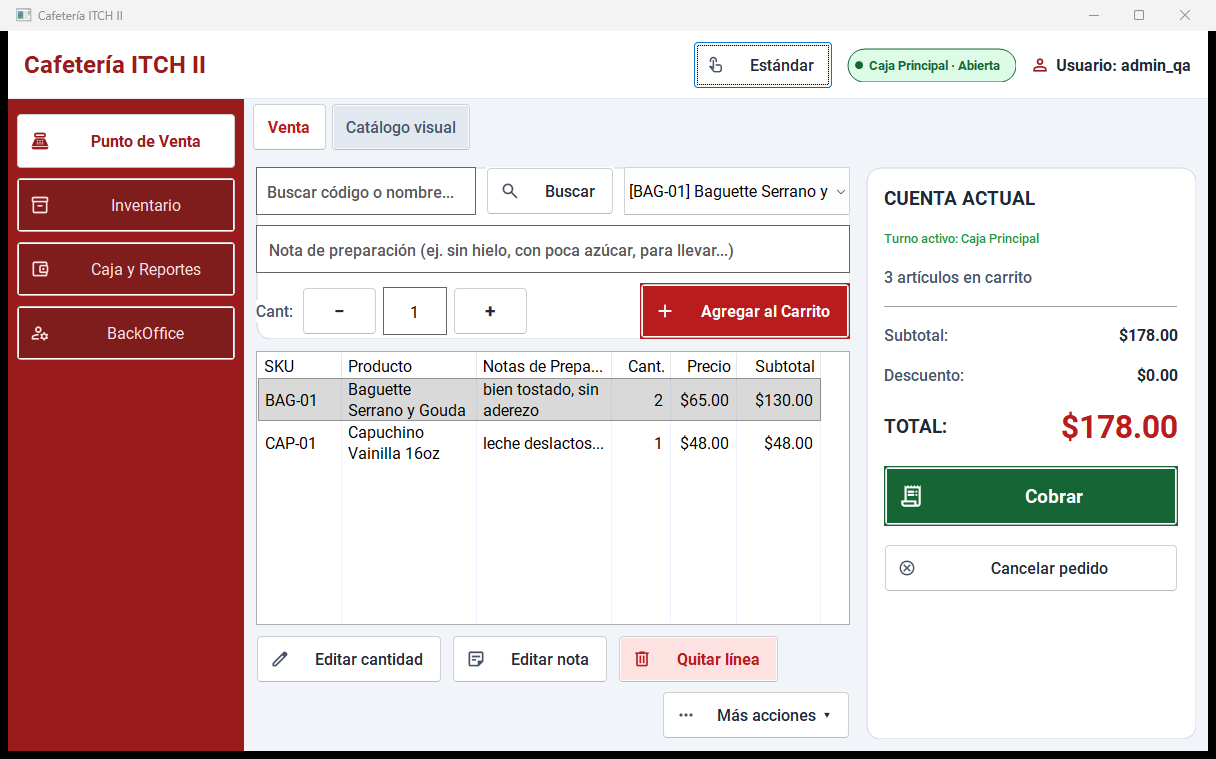 Cafetería ITCH II
Cafetería ITCH II
Estándar
Caja Principal · Abierta
Usuario: admin_qa
Punto de Venta
Inventario
Caja y Reportes
BackOffice
Venta
Catálogo visual
Buscar código o nombre...
Buscar
[BAG-01] Baguette Serrano y
Nota de preparación (ej. sin hielo, con poca azúcar, para llevar...)
Cant:
−
1
+
+ Agregar al Carrito
SKU Producto Notas de Prepa... Cant. Precio Subtotal
BAG-01 Baguette Serrano y Gouda bien tostado, sin aderezo 2 $65.00 $130.00
CAP-01 Capuchino Vainilla 16oz leche deslactos... 1 $48.00 $48.00
Editar cantidad
Editar nota
Quitar línea
Más acciones
CUENTA ACTUAL
Turno activo: Caja Principal
3 artículos en carrito
Subtotal: $178.00
Descuento: $0.00
TOTAL: $178.00
Cobrar
Cancelar pedido